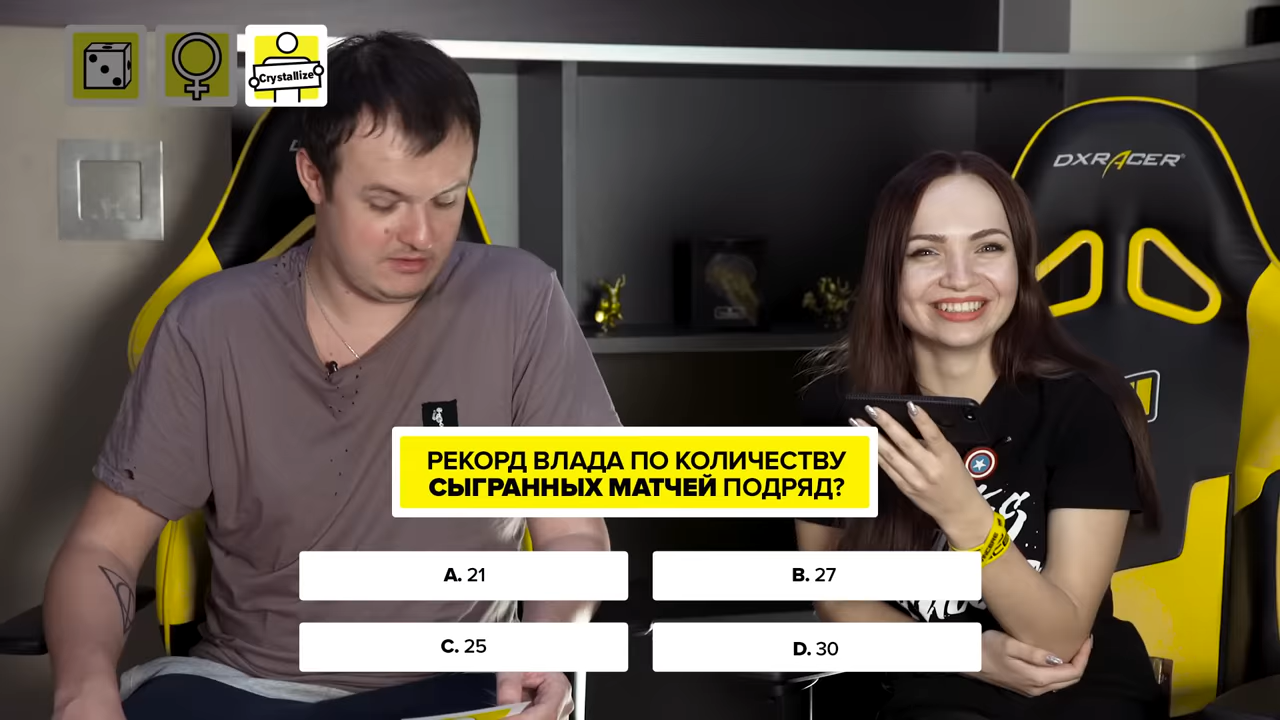 Crystallize
DXRACER
РЕКОРД ВЛАДА ПО КОЛИЧЕСТВУ
СЫГРАННЫХ МАТЧЕЙ ПОДРЯД?
A. 21
B. 27
C. 25
D. 30